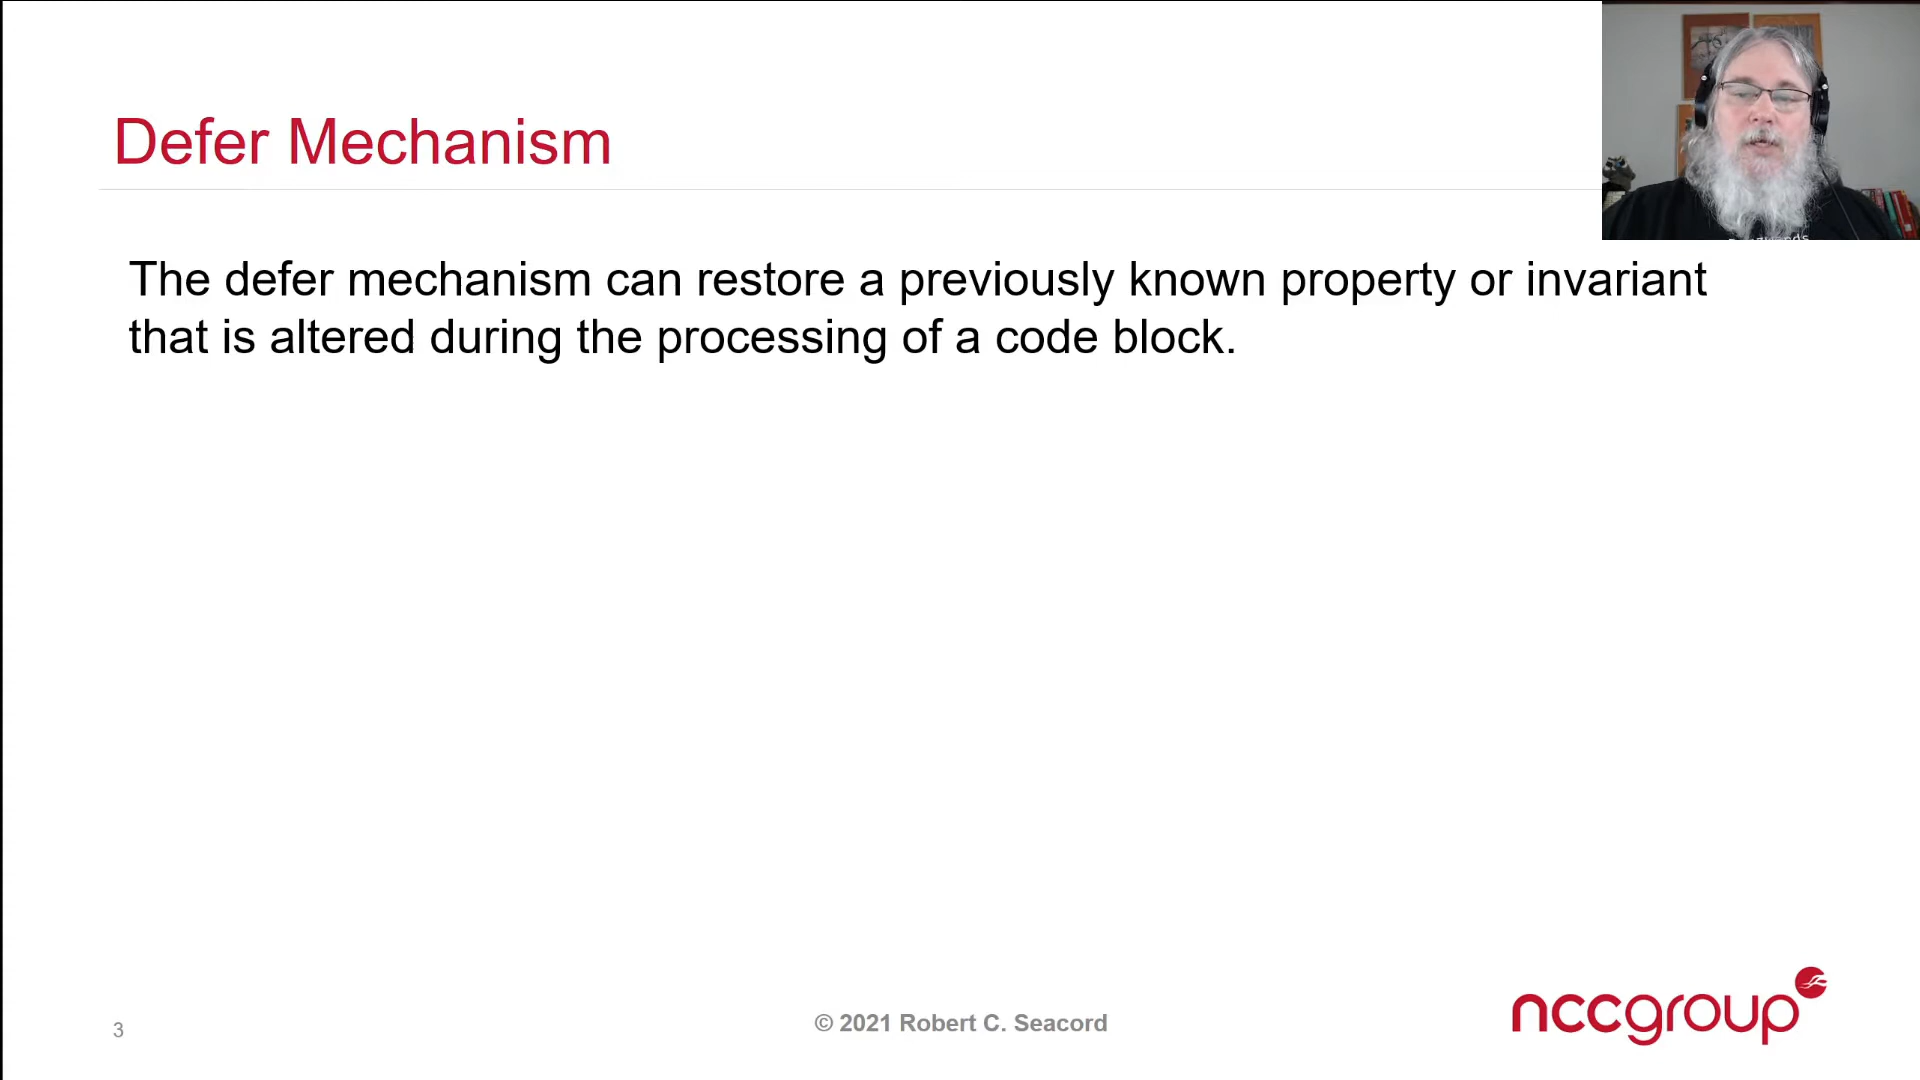 Defer Mechanism
The defer mechanism can restore a previously known property or invariant
that is altered during the processing of a code block.
3
© 2021 Robert C. Seacord
nccgroup